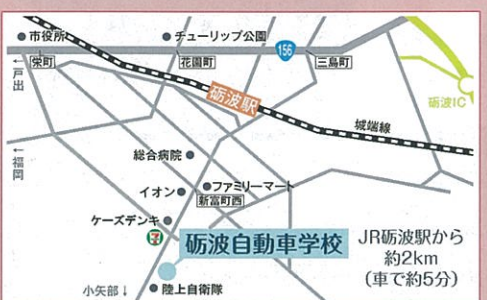 市役所
チューリップ公園
156
栄町
花園町
三島町
←戸出
砺波駅
砺波IC
城端線
←福岡
総合病院
イオン
ファミリーマート
新富町西
ケーズデンキ
7
砺波自動車学校
JR砺波駅から
約2km
(車で約5分)
小矢部↓
陸上自衛隊